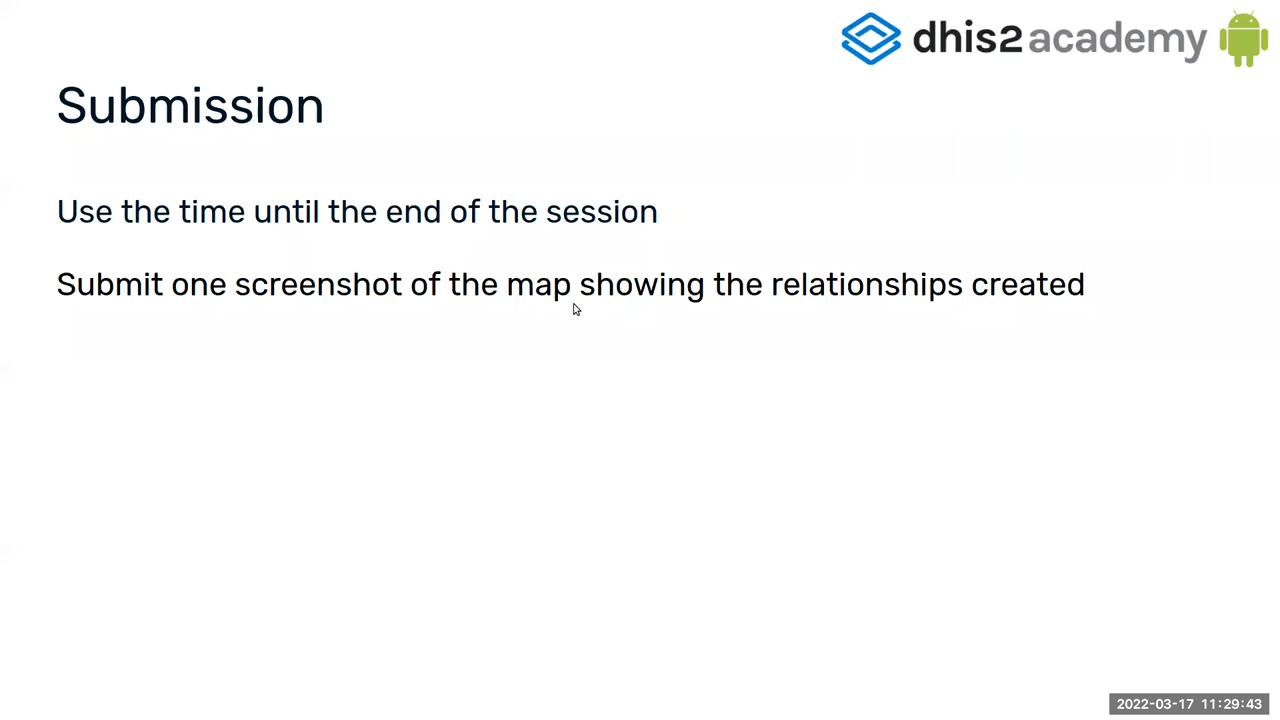 dhis2 academy
Submission
Use the time until the end of the session
Submit one screenshot of the map showing the relationships created
2022-03-17 11:29:43